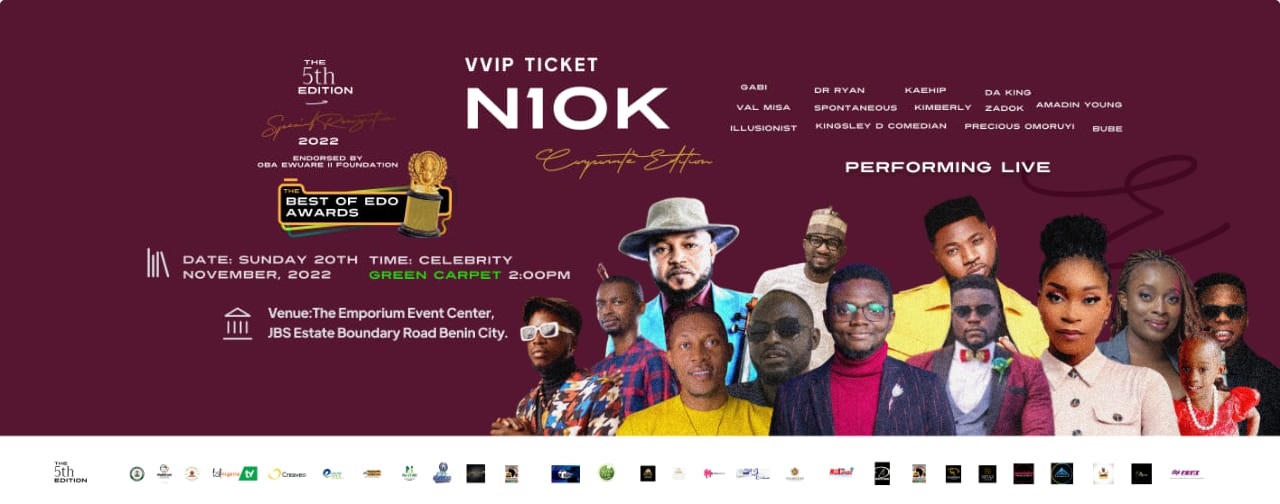 THE
5th
EDITION
Special Recognition
2022
ENDORSED BY
OBA EWUARE II FOUNDATION
THE
BEST OF EDO
AWARDS
VVIP TICKET
N10K
Corporate Edition
GABI
DR RYAN
KAEHIP
DA KING
VAL MISA
SPONTANEOUS
KIMBERLY
ZADOK
AMADIN YOUNG
ILLUSIONIST
KINGSLEY D COMEDIAN
PRECIOUS OMORUYI
BUBE
PERFORMING LIVE
DATE: SUNDAY 20TH
NOVEMBER, 2022
TIME: CELEBRITY
GREEN CARPET 2:00PM
Venue:The Emporium Event Center,
JBS Estate Boundary Road Benin City.
THE
5th
EDITION
tv